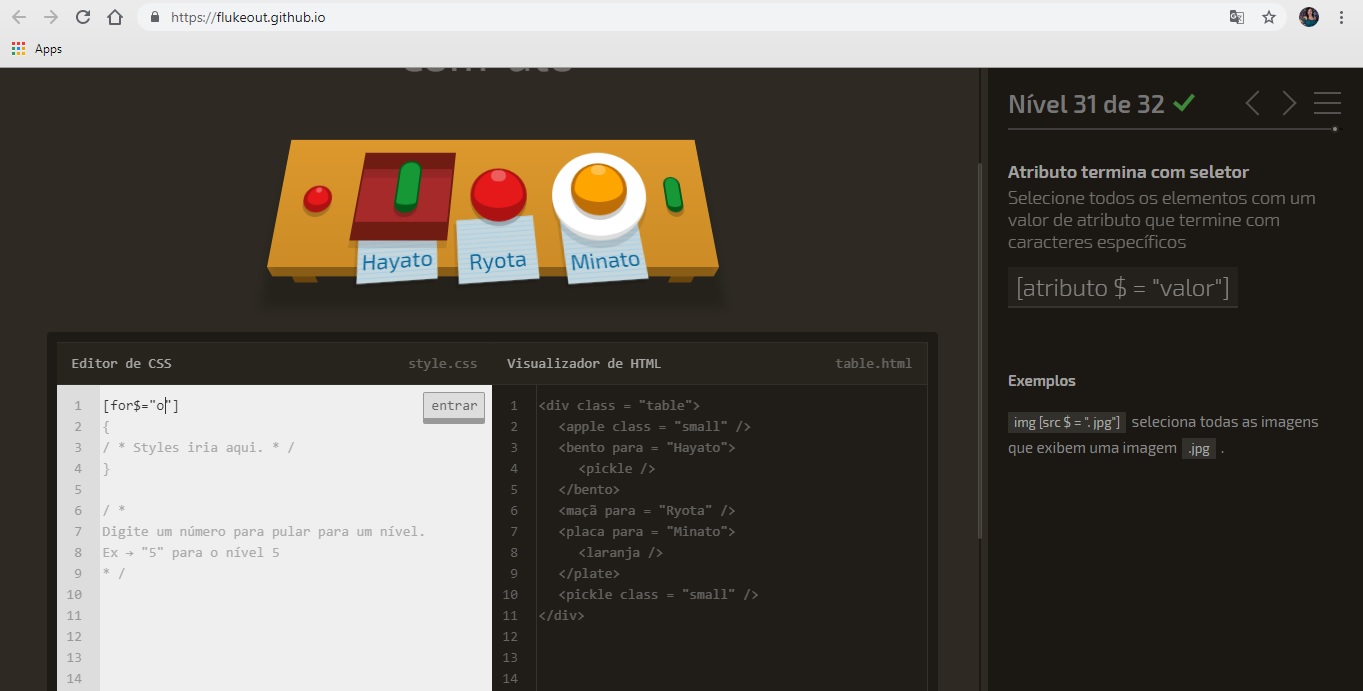 https://flukeout.github.io
Apps
Nível 31 de 32
Atributo termina com seletor
Selecione todos os elementos com um
valor de atributo que termine com
caracteres específicos
[atributo $ = "valor"]
Exemplos
img [src $ = ". jpg"] seleciona todas as imagens
que exibem uma imagem .jpg .
Hayato
Ryota
Minato
Editor de CSS
style.css
1 [for$="o"]
entrar
2 {
3 / * Styles iria aqui. * /
4 }
5
6 / *
7 Digite um número para pular para um nível.
8 Ex → "5" para o nível 5
9 * /
10
11
12
13
14
Visualizador de HTML
table.html
1 <div class = "table">
2 <apple class = "small" />
3 <bento para = "Hayato">
4 <pickle />
5 </bento>
6 <maçã para = "Ryota" />
7 <placa para = "Minato">
8 <laranja />
9 </plate>
10 <pickle class = "small" />
11 </div>
12
13
14